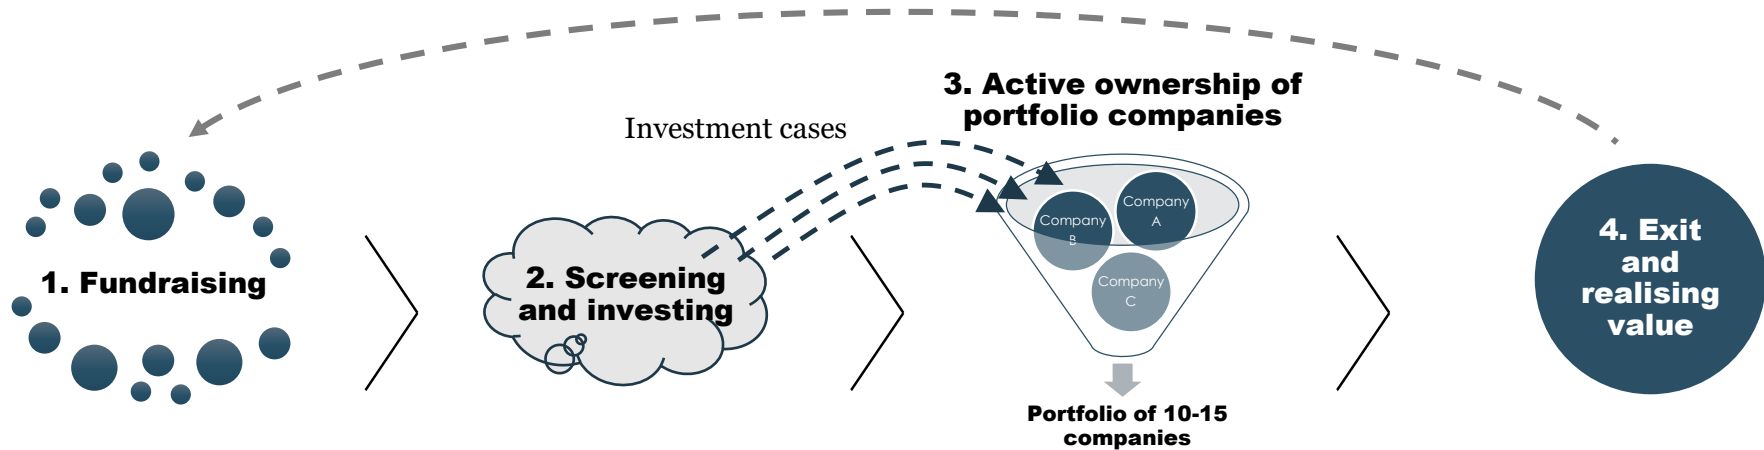 1. Fundraising
Investment cases
2. Screening
and investing
3. Active ownership of
portfolio companies
Company
A
Company
B
Company
C
Portfolio of 10-15
companies
4. Exit
and
realising
value